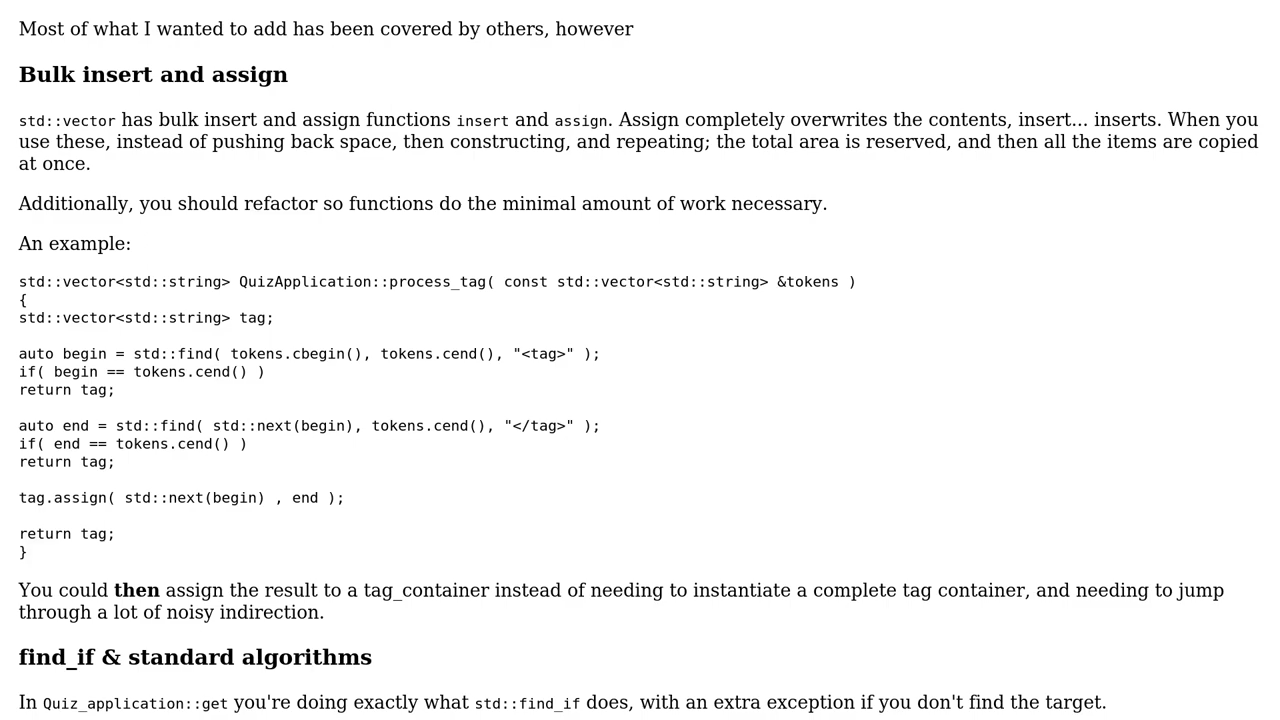 Most of what I wanted to add has been covered by others, however
Bulk insert and assign
std::vector has bulk insert and assign functions insert and assign. Assign completely overwrites the contents, insert... inserts. When you
use these, instead of pushing back space, then constructing, and repeating; the total area is reserved, and then all the items are copied
at once.
Additionally, you should refactor so functions do the minimal amount of work necessary.
An example:
std::vector<std::string> QuizApplication::process_tag( const std::vector<std::string> &tokens )
{
std::vector<std::string> tag;
auto begin = std::find( tokens.cbegin(), tokens.cend(), "<tag>" );
if( begin == tokens.cend() )
return tag;
auto end = std::find( std::next(begin), tokens.cend(), "</tag>" );
if( end == tokens.cend() )
return tag;
tag.assign( std::next(begin) , end );
return tag;
}
You could then assign the result to a tag_container instead of needing to instantiate a complete tag container, and needing to jump
through a lot of noisy indirection.
find_if & standard algorithms
In Quiz_application::get you're doing exactly what std::find_if does, with an extra exception if you don't find the target.